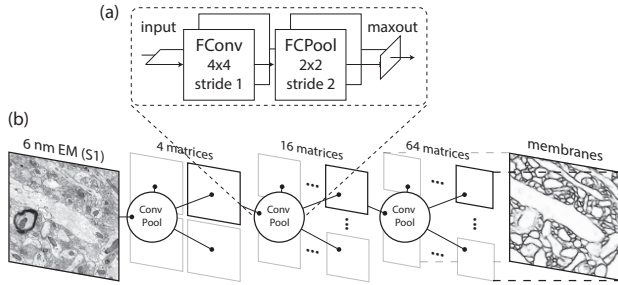 (a)
input
maxout
FConv
4x4
stride 1
FCPool
2x2
stride 2
(b)
6 nm EM (S1)
4 matrices
16 matrices
64 matrices
membranes
Conv
Pool
Conv
Pool
Conv
Pool